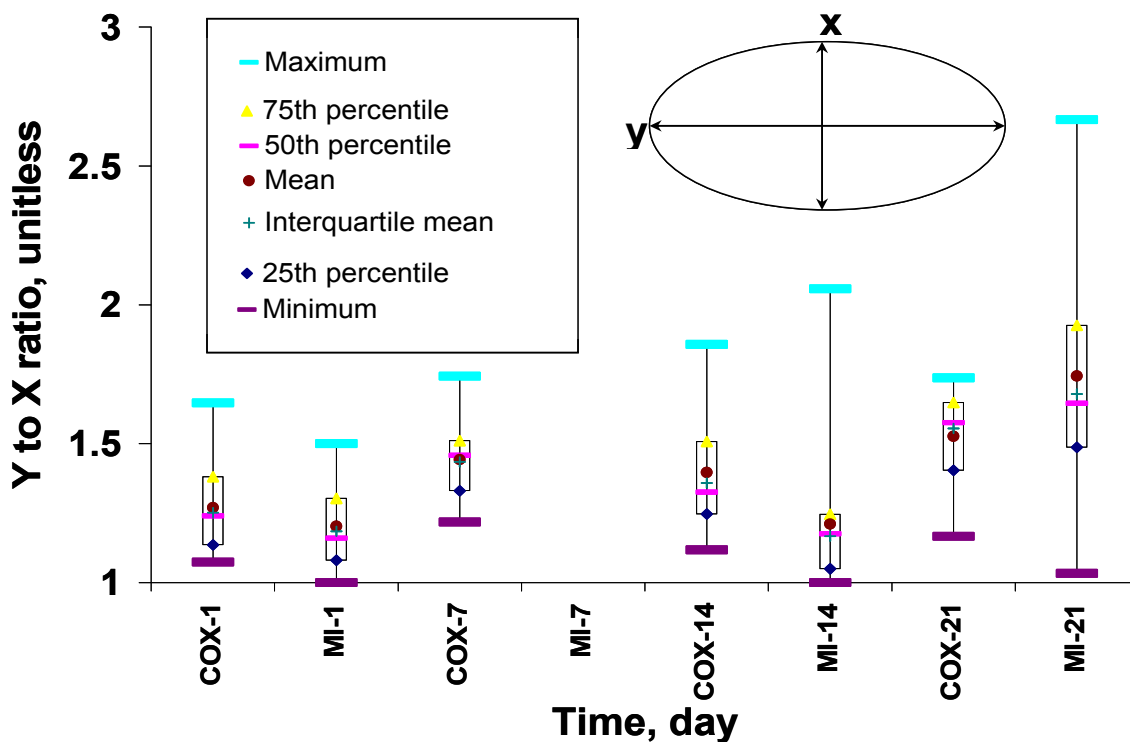 3
2.5
2
1.5
1
Y to X ratio, unitless
Maximum
75th percentile
50th percentile
Mean
Interquartile mean
25th percentile
Minimum
x
y
COX-1
MI-1
COX-7
MI-7
COX-14
MI-14
COX-21
MI-21
Time, day